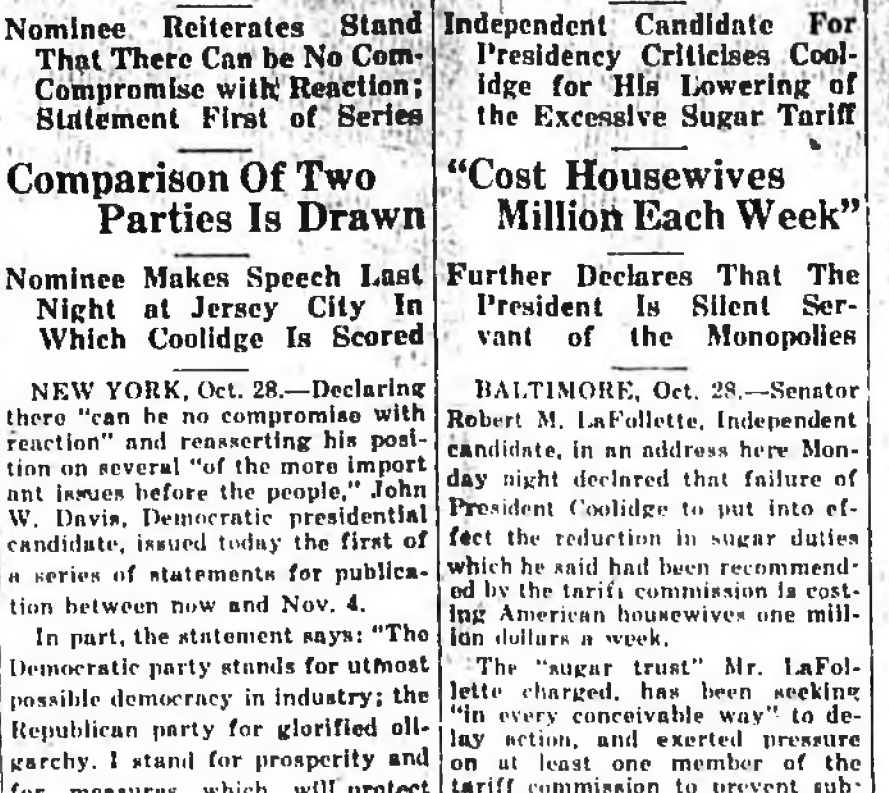 Nominee Reiterates Stand
That There Can be No Com-
Compromise with Reaction;
Statement First of Series
Comparison Of Two
Parties Is Drawn
Nominee Makes Speech Last
Night at Jersey City In
Which Coolidge Is Scored
NEW YORK, Oct. 28.—Declaring
there "can be no compromise with
reaction" and reasserting his posi-
tion on several "of the more import
ant issues before the people," John
W. Davis, Democratic presidential
candidate, issued today the first of
a series of statements for publica-
tion between now and Nov. 4.
In part, the statement says: "The
Democratic party stands for utmost
possible democracy in industry; the
Republican party for glorified oli-
garchy. I stand for prosperity and
for measures which will protect
Independent Candidate For
Presidency Criticises Cool-
idge for His Lowering of
the Excessive Sugar Tariff
"Cost Housewives
Million Each Week"
Further Declares That The
President Is Silent Ser-
vant of the Monopolies
BALTIMORE, Oct. 28.—Senator
Robert M. LaFollette, Independent
candidate, in an address here Mon-
day night declared that failure of
President Coolidge to put into ef-
fect the reduction in sugar duties
which he said had been recommend-
ed by the tariff commission is cost-
ing American housewives one mill-
ion dollars a week.
The "sugar trust" Mr. LaFol-
lette charged, has been seeking
"in every conceivable way" to de-
lay action, and exerted pressure
on at least one member of the
tariff commission to prevent sub-